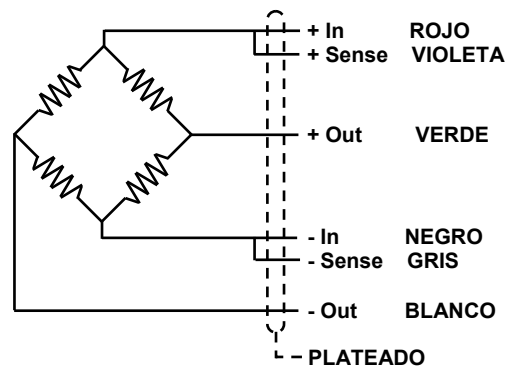 + In ROJO
+ Sense VIOLETA
+ Out VERDE
- In NEGRO
- Sense GRIS
- Out BLANCO
PLATEADO